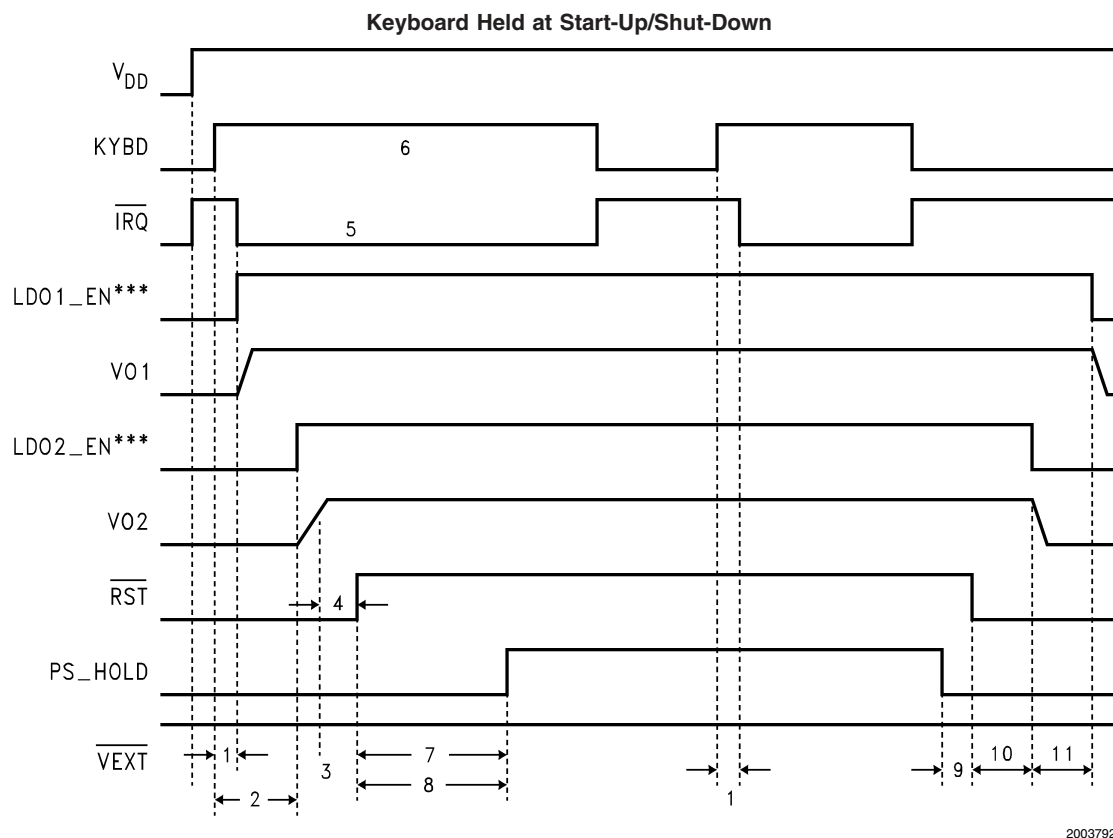 Keyboard Held at Start-Up/Shut-Down
VDD
KYBD
6
IRQ
5
LDO1_EN***
VO1
LDO2_EN***
VO2
RST
4
PS_HOLD
VEXT
1
7
10
11
3
9
2
8
1
2003792